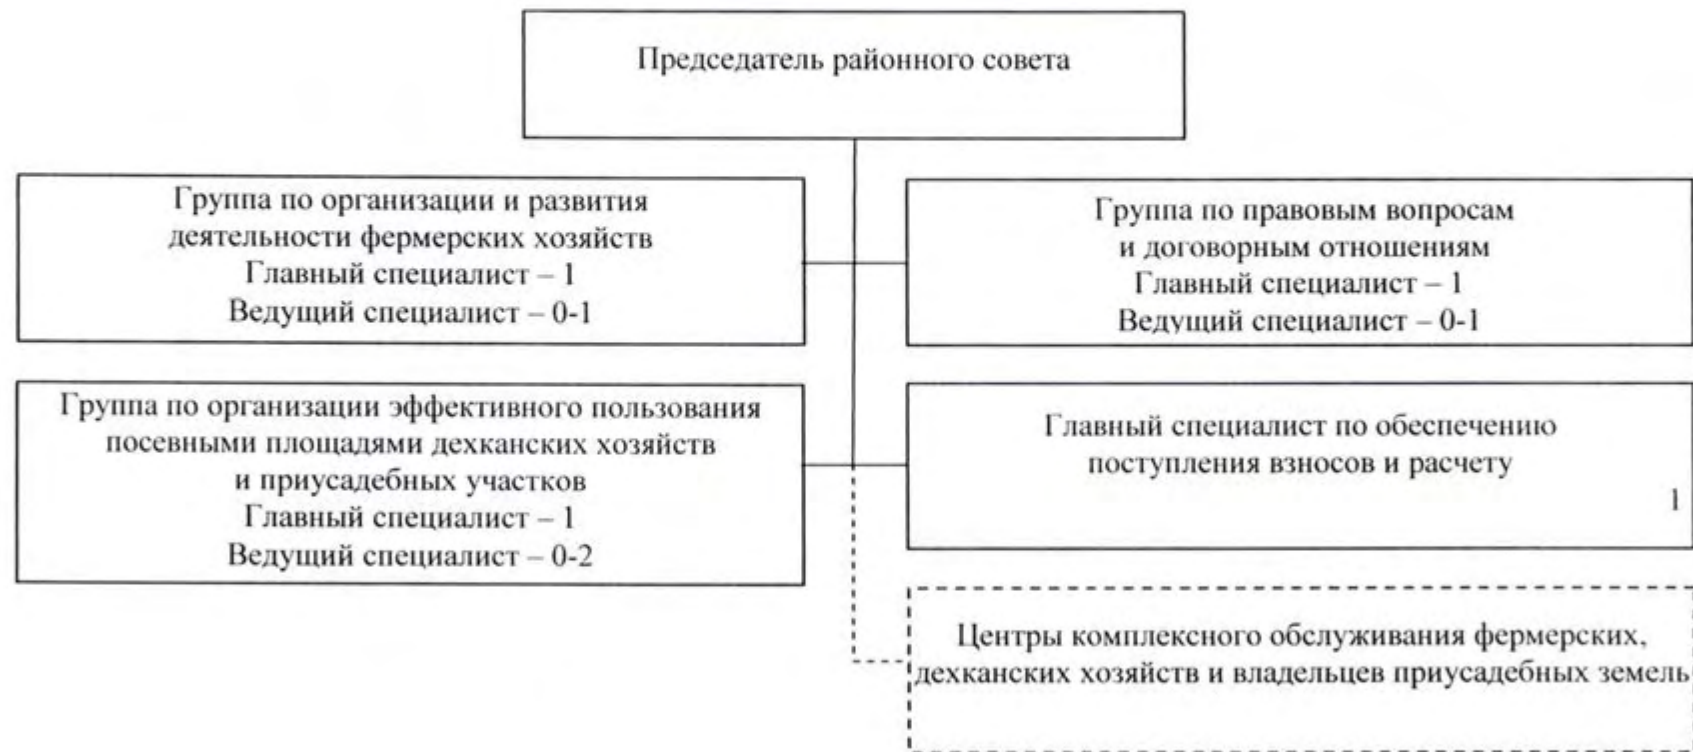 Председатель районного совета
Группа по организации и развития
деятельности фермерских хозяйств
Главный специалист – 1
Ведущий специалист – 0-1
Группа по правовым вопросам
и договорным отношениям
Главный специалист – 1
Ведущий специалист – 0-1
Группа по организации эффективного пользования
посевными площадями дехканских хозяйств
и приусадебных участков
Главный специалист – 1
Ведущий специалист – 0-2
Главный специалист по обеспечению
поступления взносов и расчету
1
Центры комплексного обслуживания фермерских,
дехканских хозяйств и владельцев приусадебных земель